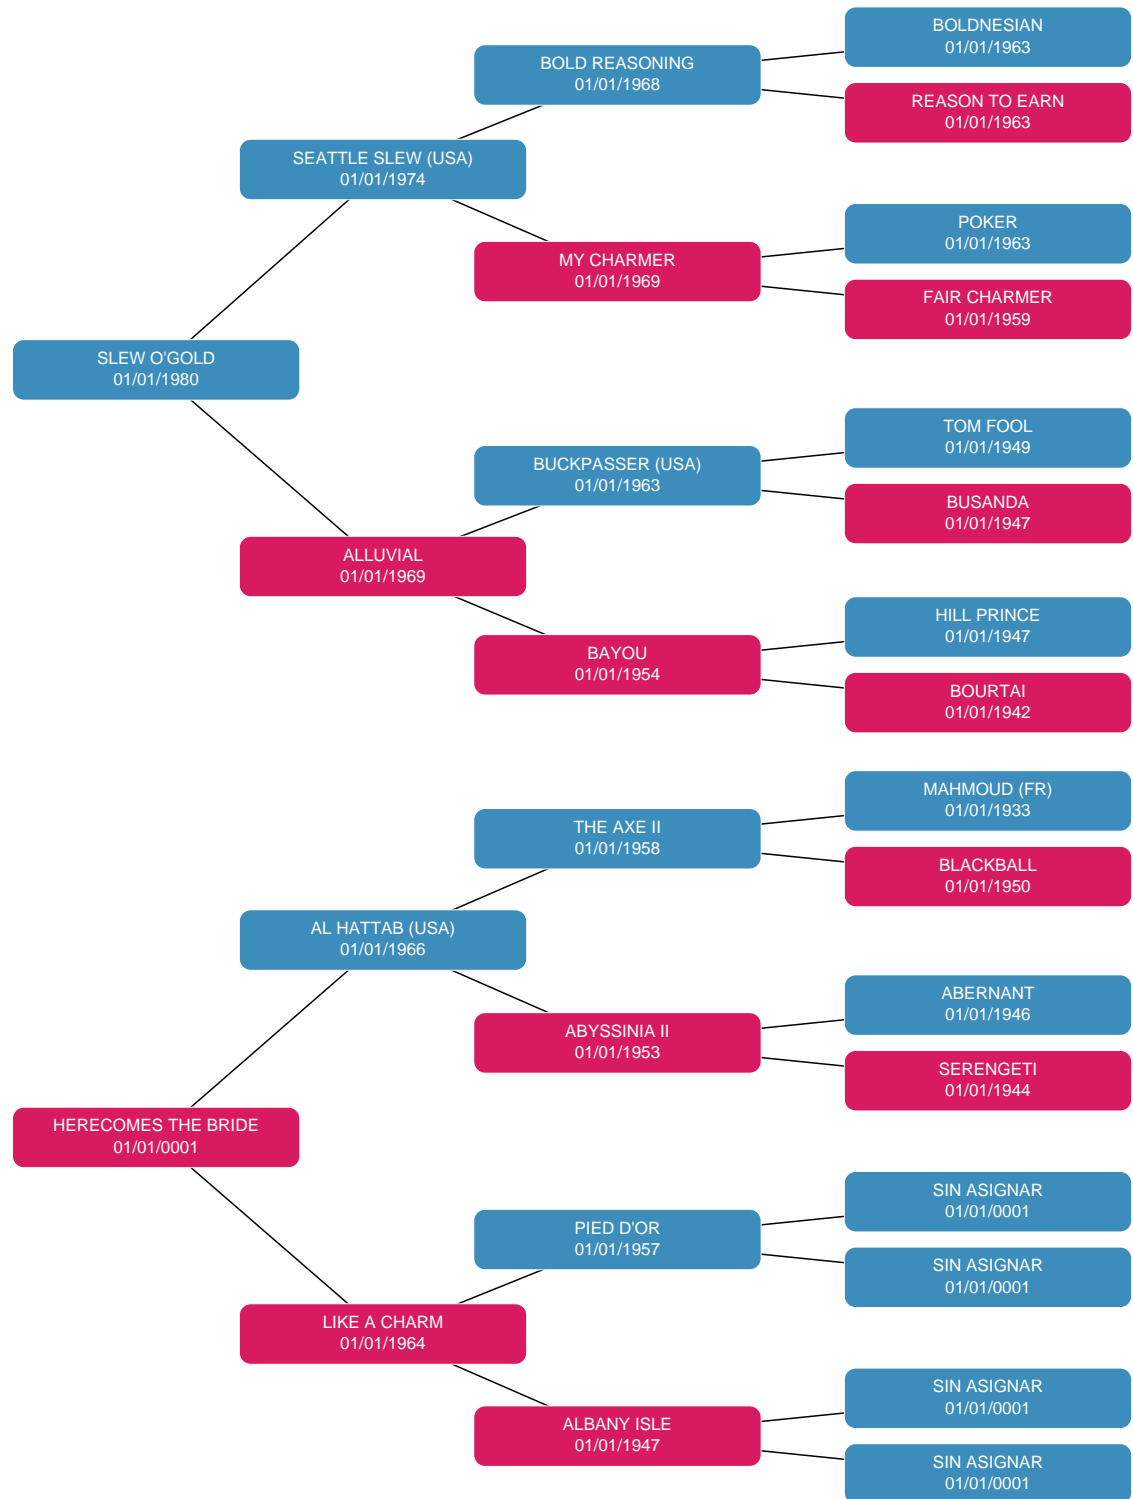 BOLDNESIAN
01/01/1963
BOLD REASONING
01/01/1968
REASON TO EARN
01/01/1963
SEATTLE SLEW (USA)
01/01/1974
POKER
01/01/1963
MY CHARMER
01/01/1969
FAIR CHARMER
01/01/1959
SLEW O'GOLD
01/01/1980
TOM FOOL
01/01/1949
BUCKPASSER (USA)
01/01/1963
BUSANDA
01/01/1947
ALLUVIAL
01/01/1969
HILL PRINCE
01/01/1947
BAYOU
01/01/1954
BOURTAI
01/01/1942
MAHMOUD (FR)
01/01/1933
THE AXE II
01/01/1958
BLACKBALL
01/01/1950
AL HATTAB (USA)
01/01/1966
ABERNANT
01/01/1946
ABYSSINIA II
01/01/1953
SERENGETI
01/01/1944
HERECOMES THE BRIDE
01/01/0001
SIN ASIGNAR
01/01/0001
PIED D'OR
01/01/1957
SIN ASIGNAR
01/01/0001
LIKE A CHARM
01/01/1964
SIN ASIGNAR
01/01/0001
ALBANY ISLE
01/01/1947
SIN ASIGNAR
01/01/0001